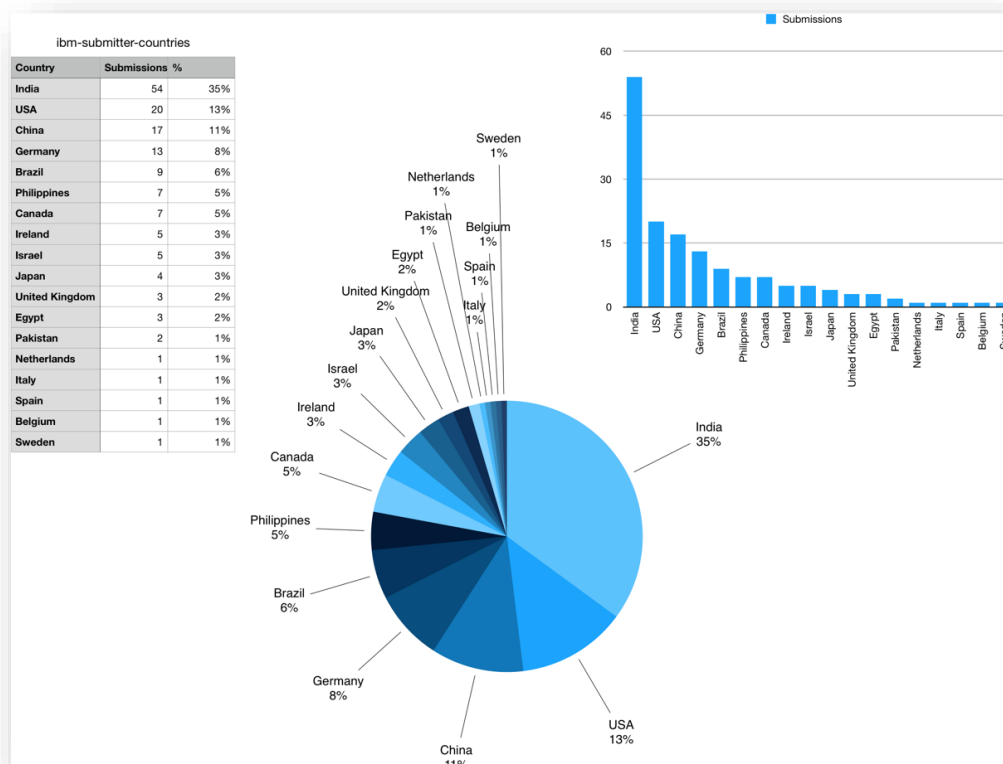 ibm-submitter-countries
Country Submissions %
India 54 35%
USA 20 13%
China 17 11%
Germany 13 8%
Brazil 9 6%
Philippines 7 5%
Canada 7 5%
Ireland 5 3%
Israel 5 3%
Japan 4 3%
United Kingdom 3 2%
Egypt 3 2%
Pakistan 2 1%
Netherlands 1 1%
Italy 1 1%
Spain 1 1%
Belgium 1 1%
Sweden 1 1%
Submissions
60
45
30
15
0
India
USA
China
Germany
Brazil
Philippines
Canada
Ireland
Israel
Japan
United Kingdom
Egypt
Pakistan
Netherlands
Italy
Spain
Belgium
Sweden
Sweden
1%
Netherlands
1%
Pakistan
1%
Belgium
1%
Egypt
2%
Spain
1%
United Kingdom
2%
Italy
1%
Japan
3%
Israel
3%
Ireland
3%
India
35%
Canada
5%
Philippines
5%
Brazil
6%
Germany
8%
USA
13%
China
11%